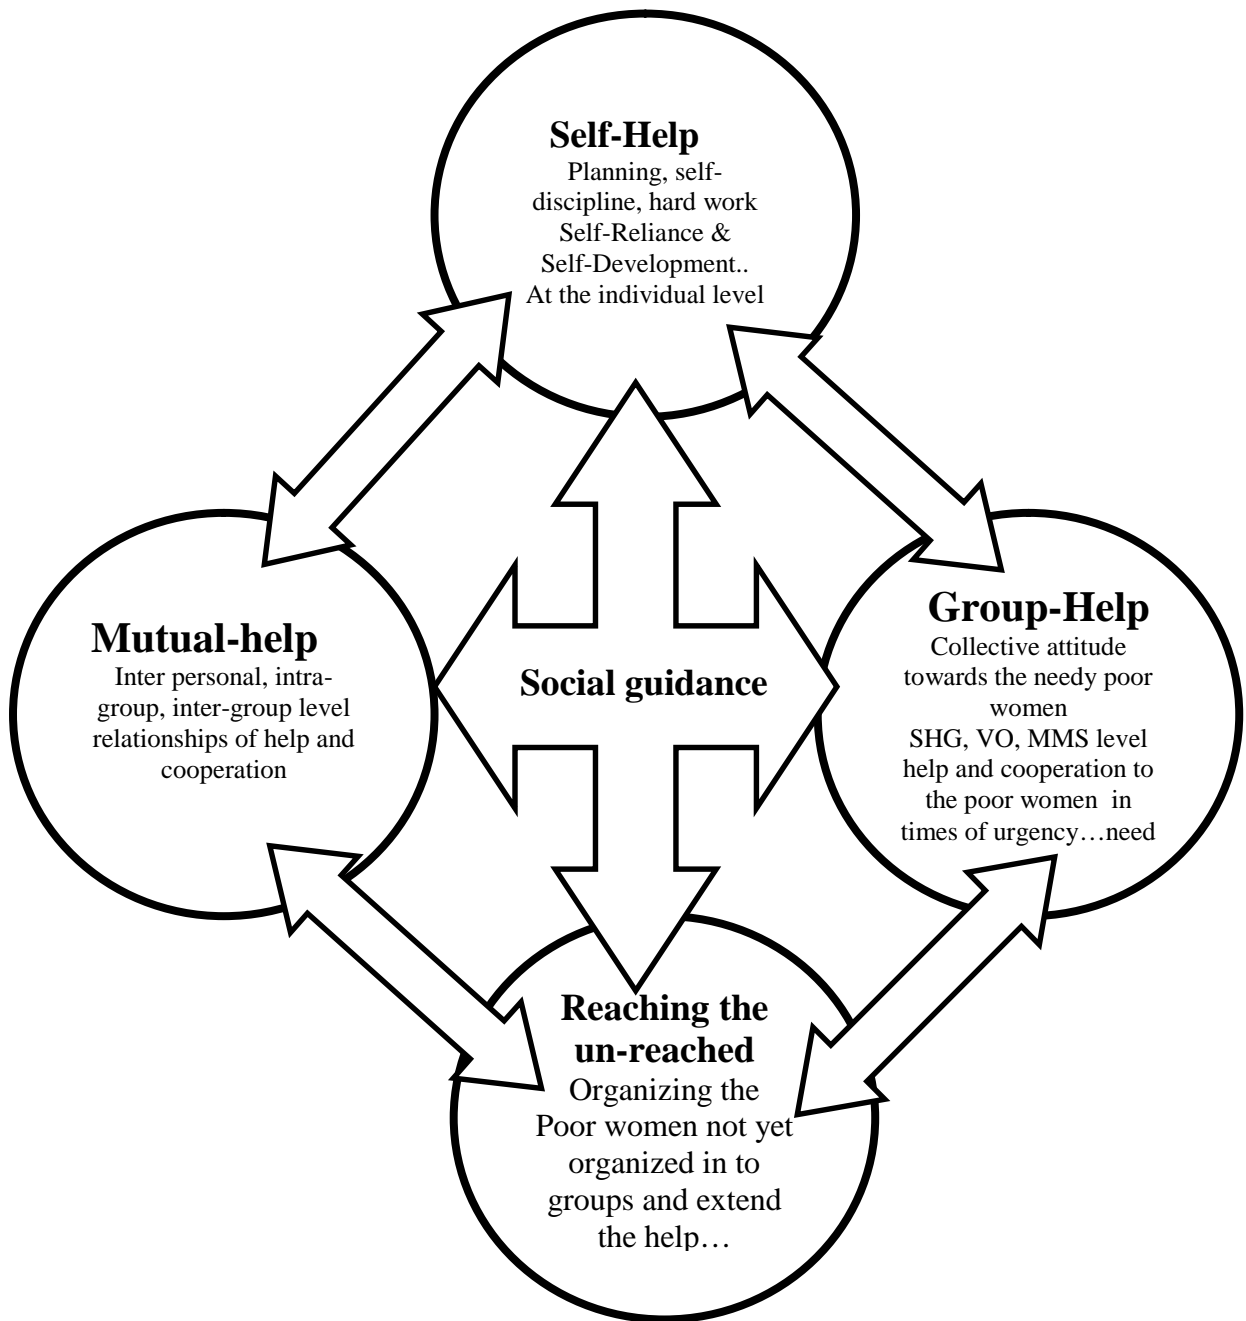 Self-Help
Planning, self-
discipline, hard work
Self-Reliance &
Self-Development..
At the individual level
Mutual-help
Inter personal, intra-
group, inter-group level
relationships of help and
cooperation
Social guidance
Group-Help
Collective attitude
towards the needy poor
women
SHG, VO, MMS level
help and cooperation to
the poor women in
times of urgency…need
Reaching the
un-reached
Organizing the
Poor women not yet
organized in to
groups and extend
the help…